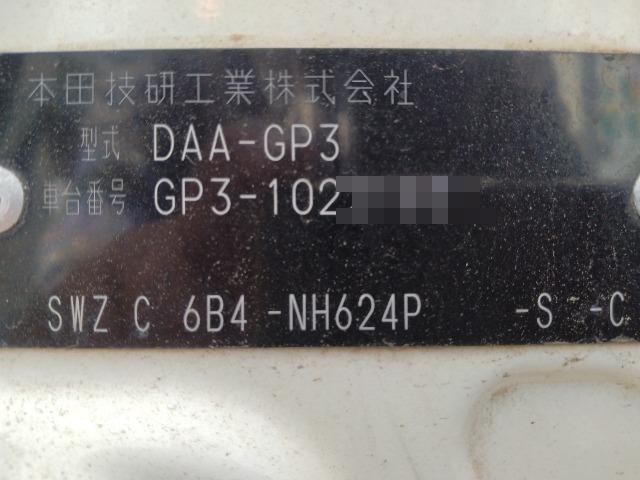 本田技研工業株式会社
型式 DAA-GP3
車台番号 GP3-102
SWZ C 6B4 -NH624P -S -C